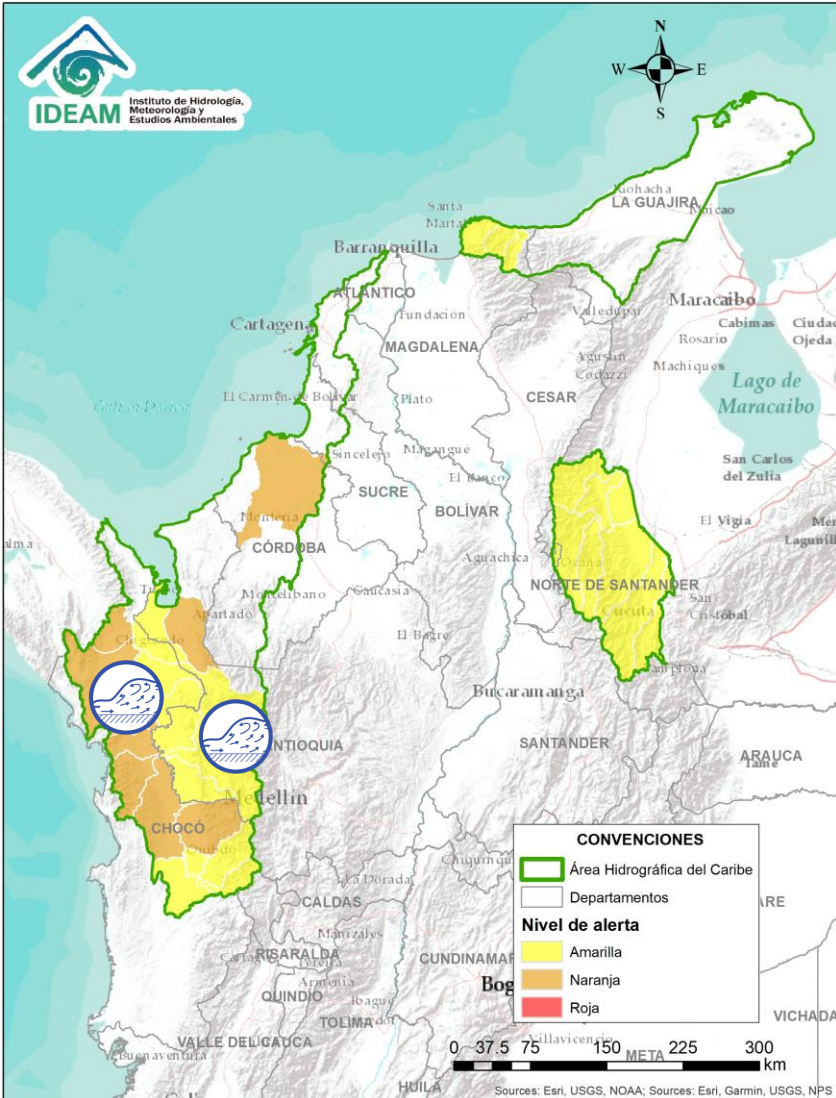 IDEAM
Instituto de Hidrología,
Meteorología y
Estudios Ambientales
N
W
E
S
Riohacha
LA GUAJIRA
Maicao
Santa
Marta
Barranquilla
ATLÁNTICO
Maracaibo
Fundación
Valledupar
Cabimas
Ciudad
Ojeda
Cartagena
Rosario
MAGDALENA
Machiques
Agustín
Codazzi
Lago de
Maracaibo
El Carmen de Bolívar
Plato
CESAR
Sincelejo
Magangue
San Carlos
del Zulia
El Banco
SUCRE
BOLÍVAR
Montería
El Vigía
CÓRDOBA
Aguachica
Ocaña
NORTE DE SANTANDER
Montelibano
Caucasia
Cucuta
San
Cristóbal
Apartado
Chigorodó
El Bagre
Pamplona
Bucaramanga
ANTIOQUIA
SANTANDER
ARAUCA
Tame
Medellín
CHOCÓ
Quibdó
La Dorada
CALDAS
Manizales
RISARALDA
Pereira
Armenia
QUINDÍO
Ibagué
TOLIMA
VALLE DEL CAUCA
Buenaventura
HUILA
Villavicencio
META
VICHADA
CONVENCIONES
Área Hidrográfica del Caribe
Departamentos
Nivel de alerta
Amarilla
Naranja
Roja
0 37.5 75 150 225 300
km
Sources: Esri, USGS, NOAA; Sources: Esri, Garmin, USGS, NPS